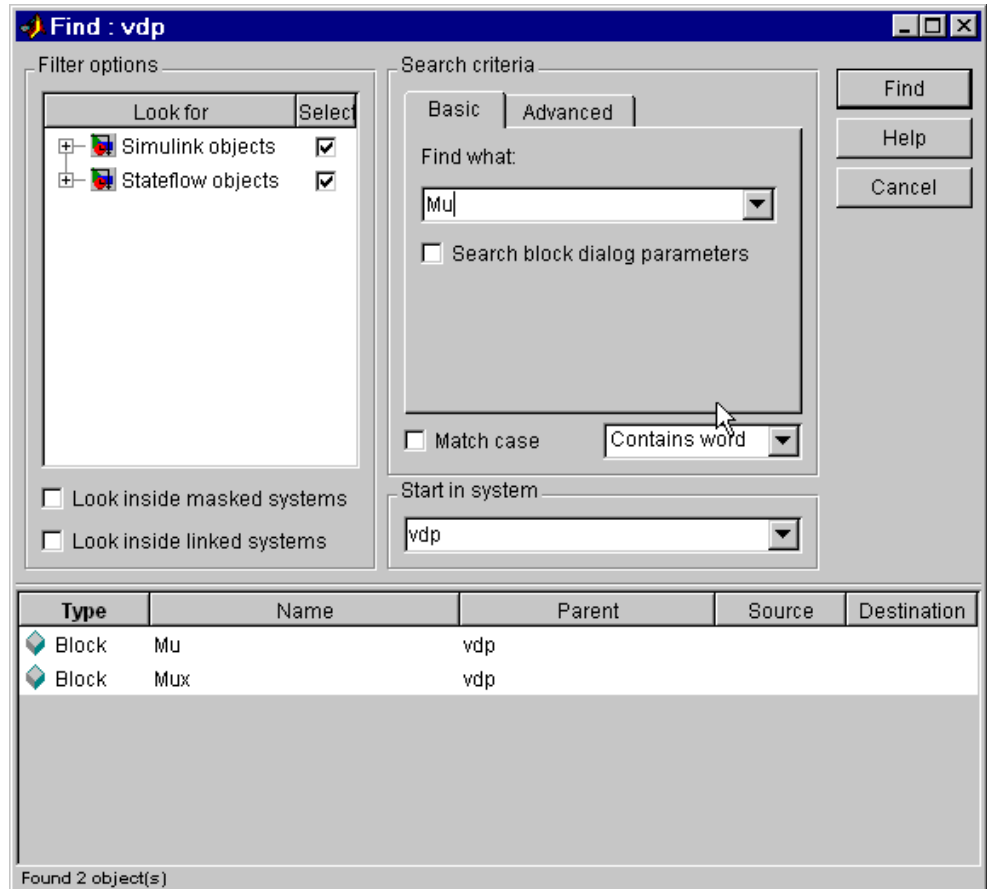 Find : vdp
Filter options
Look for Select
Simulink objects
Stateflow objects
Look inside masked systems
Look inside linked systems
Search criteria
Basic Advanced
Find what:
Mu
Search block dialog parameters
Match case Contains word
Start in system
vdp
Find
Help
Cancel
Type Name Parent Source Destination
Block Mu vdp
Block Mux vdp
Found 2 object(s)